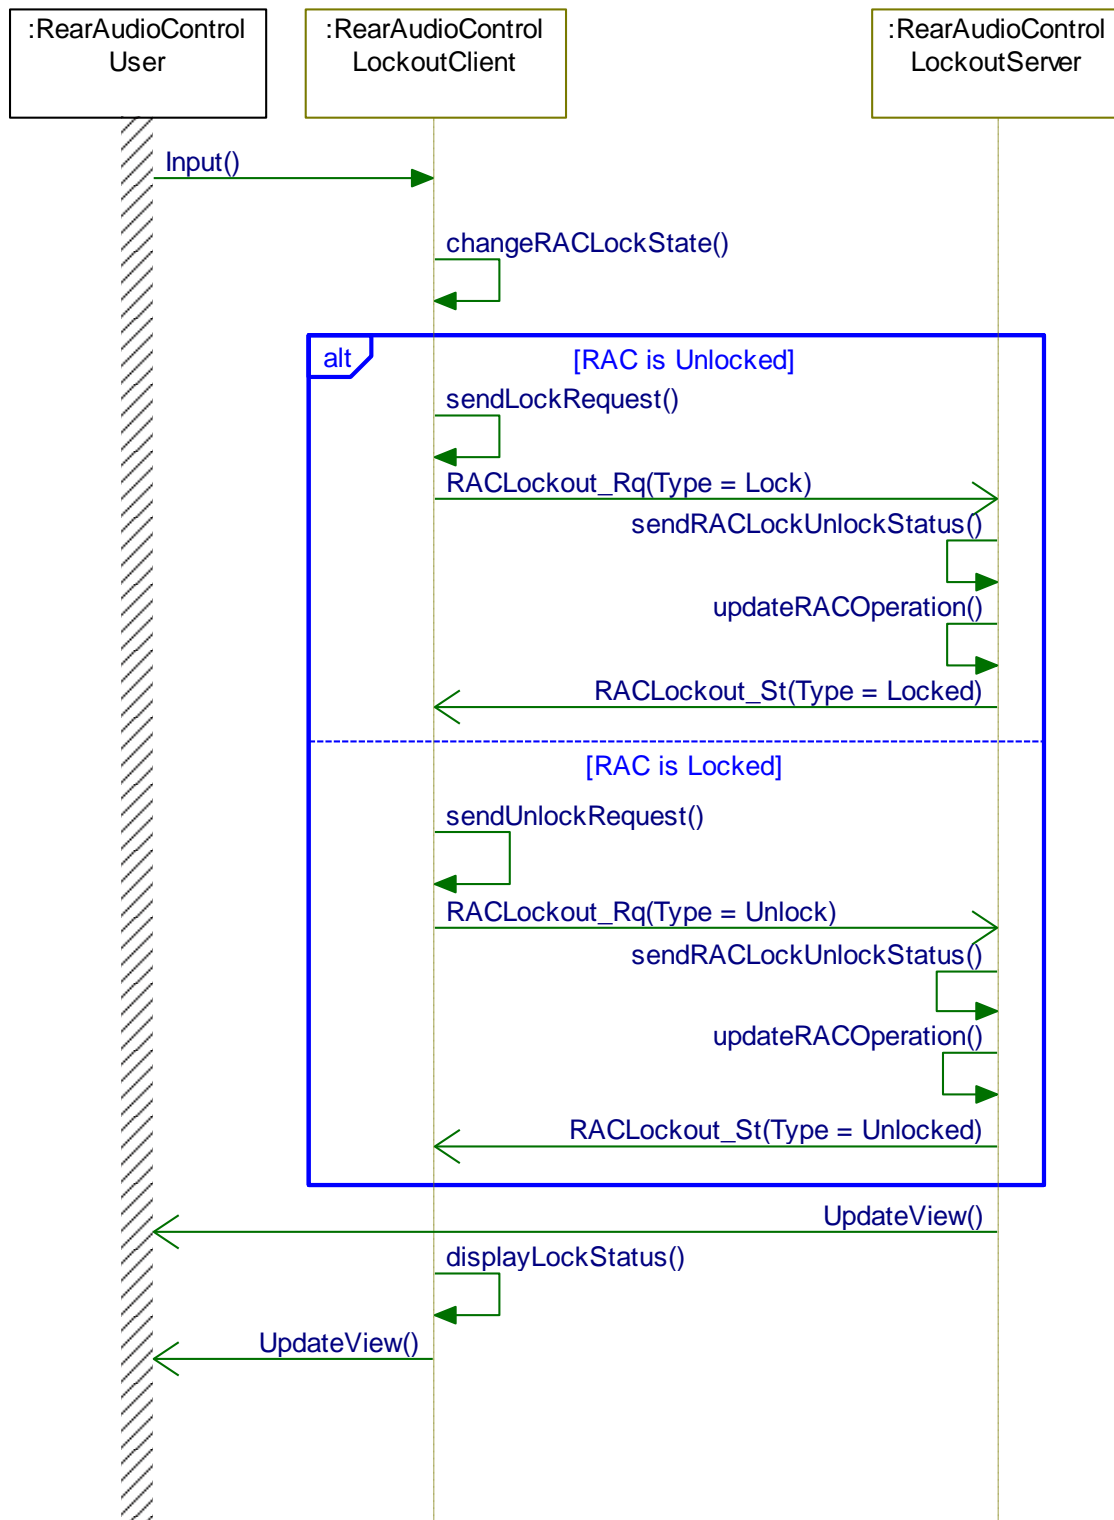 :RearAudioControl
User
:RearAudioControl
LockoutClient
:RearAudioControl
LockoutServer
Input()
changeRACLockState()
alt
[RAC is Unlocked]
sendLockRequest()
RACLockout_Rq(Type = Lock)
sendRACLockUnlockStatus()
updateRACOperation()
RACLockout_St(Type = Locked)
[RAC is Locked]
sendUnlockRequest()
RACLockout_Rq(Type = Unlock)
sendRACLockUnlockStatus()
updateRACOperation()
RACLockout_St(Type = Unlocked)
UpdateView()
displayLockStatus()
UpdateView()